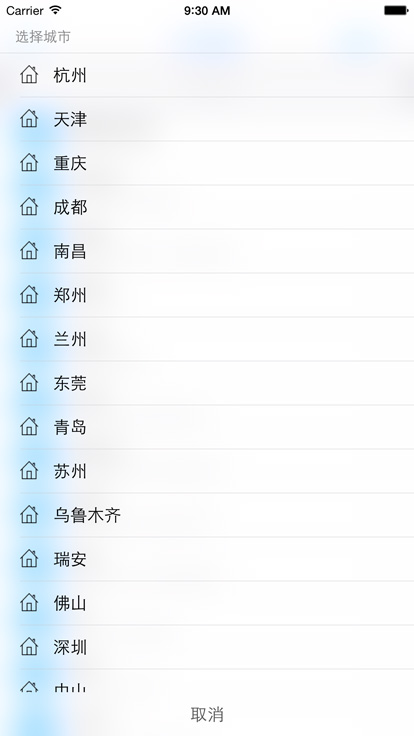 Carrier 9:30 AM
选择城市
杭州
天津
重庆
成都
南昌
郑州
兰州
东莞
青岛
苏州
乌鲁木齐
瑞安
佛山
深圳
中山
取消